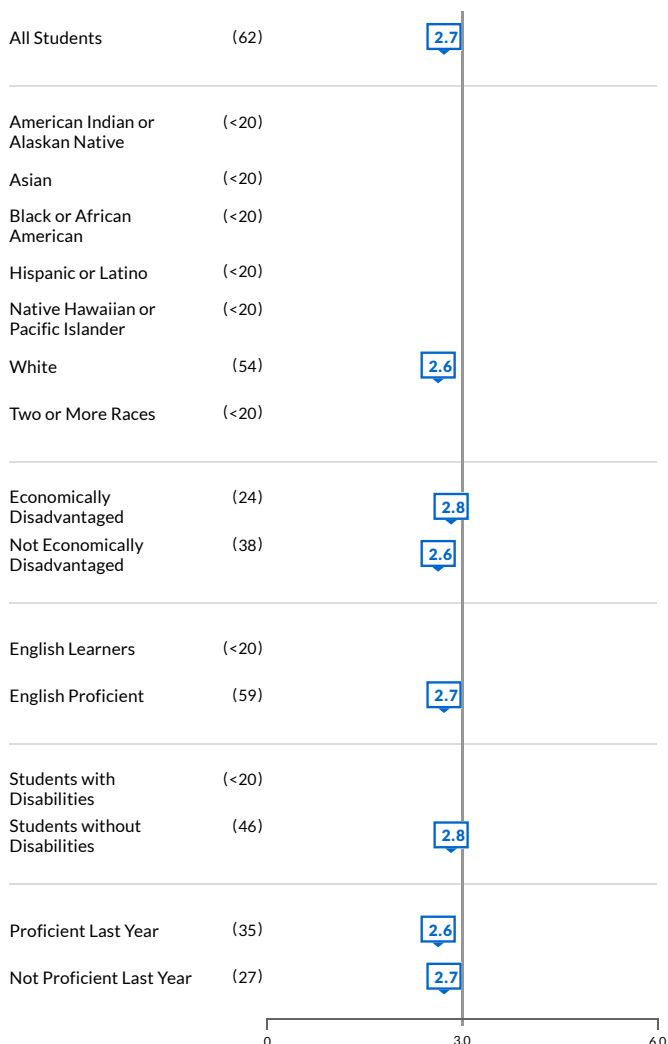 All Students (62) 2.7
American Indian or (<20)
Alaskan Native
Asian (<20)
Black or African (<20)
American
Hispanic or Latino (<20)
Native Hawaiian or (<20)
Pacific Islander
White (54) 2.6
Two or More Races (<20)
Economically (24) 2.8
Disadvantaged
Not Economically (38) 2.6
Disadvantaged
English Learners (<20)
English Proficient (59) 2.7
Students with (<20)
Disabilities
Students without (46) 2.8
Disabilities
Proficient Last Year (35) 2.6
Not Proficient Last Year (27) 2.7
0 3.0 6.0